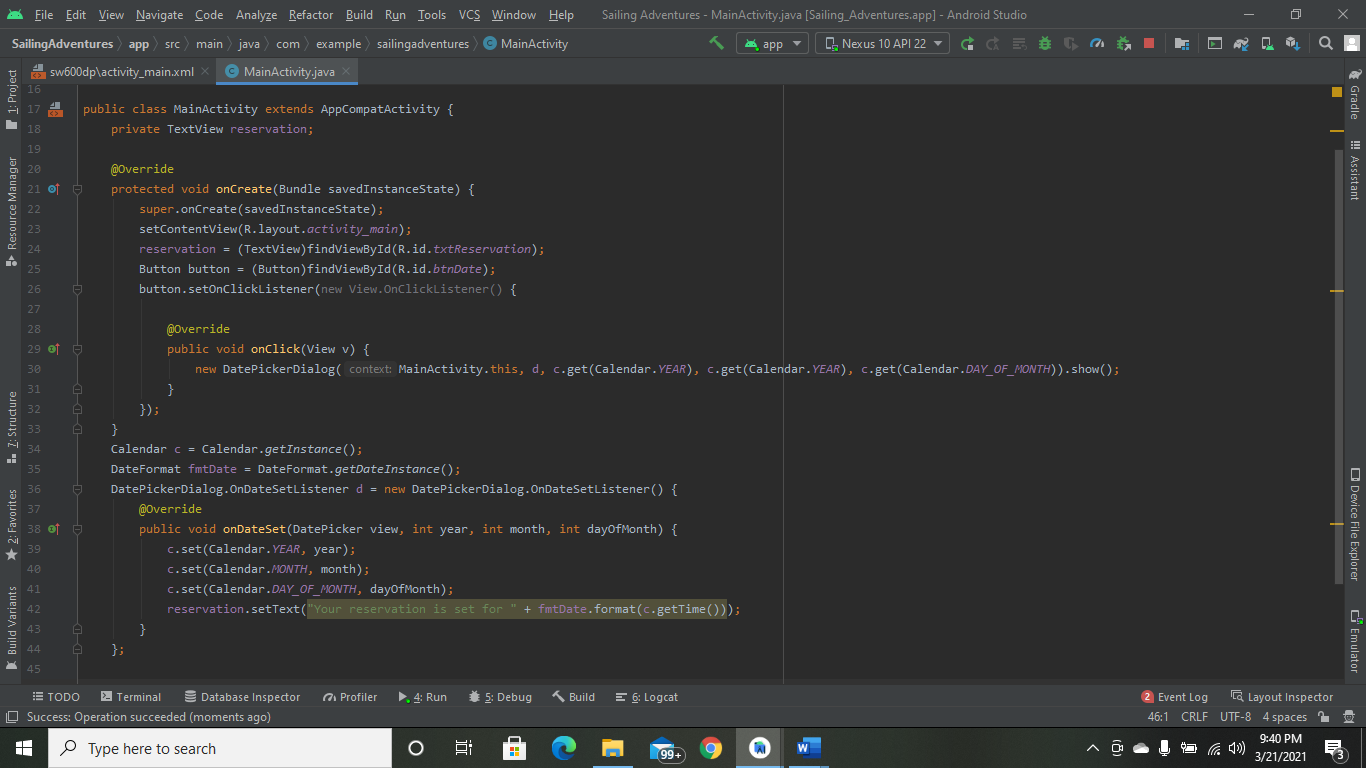 File Edit View Navigate Code Analyze Refactor Build Run Tools VCS Window Help Sailing Adventures - MainActivity.java [Sailing_Adventures.app] - Android Studio
SailingAdventures app src main java com example sailingadventures MainActivity app Nexus 10 API 22
sw600dp\activity_main.xml MainActivity.java
1: Project
Resource Manager
7: Structure
2: Favorites
Build Variants
16
17 public class MainActivity extends AppCompatActivity {
18 private TextView reservation;
19
20 @Override
21 protected void onCreate(Bundle savedInstanceState) {
22 super.onCreate(savedInstanceState);
23 setContentView(R.layout.activity_main);
24 reservation = (TextView)findViewById(R.id.txtReservation);
25 Button button = (Button)findViewById(R.id.btnDate);
26 button.setOnClickListener(new View.OnClickListener() {
27
28 @Override
29 public void onClick(View v) {
30 new DatePickerDialog( context: MainActivity.this, d, c.get(Calendar.YEAR), c.get(Calendar.YEAR), c.get(Calendar.DAY_OF_MONTH)).show();
31 }
32 });
33 }
34 Calendar c = Calendar.getInstance();
35 DateFormat fmtDate = DateFormat.getDateInstance();
36 DatePickerDialog.OnDateSetListener d = new DatePickerDialog.OnDateSetListener() {
37 @Override
38 public void onDateSet(DatePicker view, int year, int month, int dayOfMonth) {
39 c.set(Calendar.YEAR, year);
40 c.set(Calendar.MONTH, month);
41 c.set(Calendar.DAY_OF_MONTH, dayOfMonth);
42 reservation.setText("Your reservation is set for " + fmtDate.format(c.getTime()));
43 }
44 };
45
Gradle
Assistant
Device File Explorer
Emulator
TODO Terminal Database Inspector Profiler 4: Run 5: Debug Build 6: Logcat 2 Event Log Layout Inspector
Success: Operation succeeded (moments ago) 46:1 CRLF UTF-8 4 spaces
Type here to search 99+ 9:40 PM
3/21/2021 3